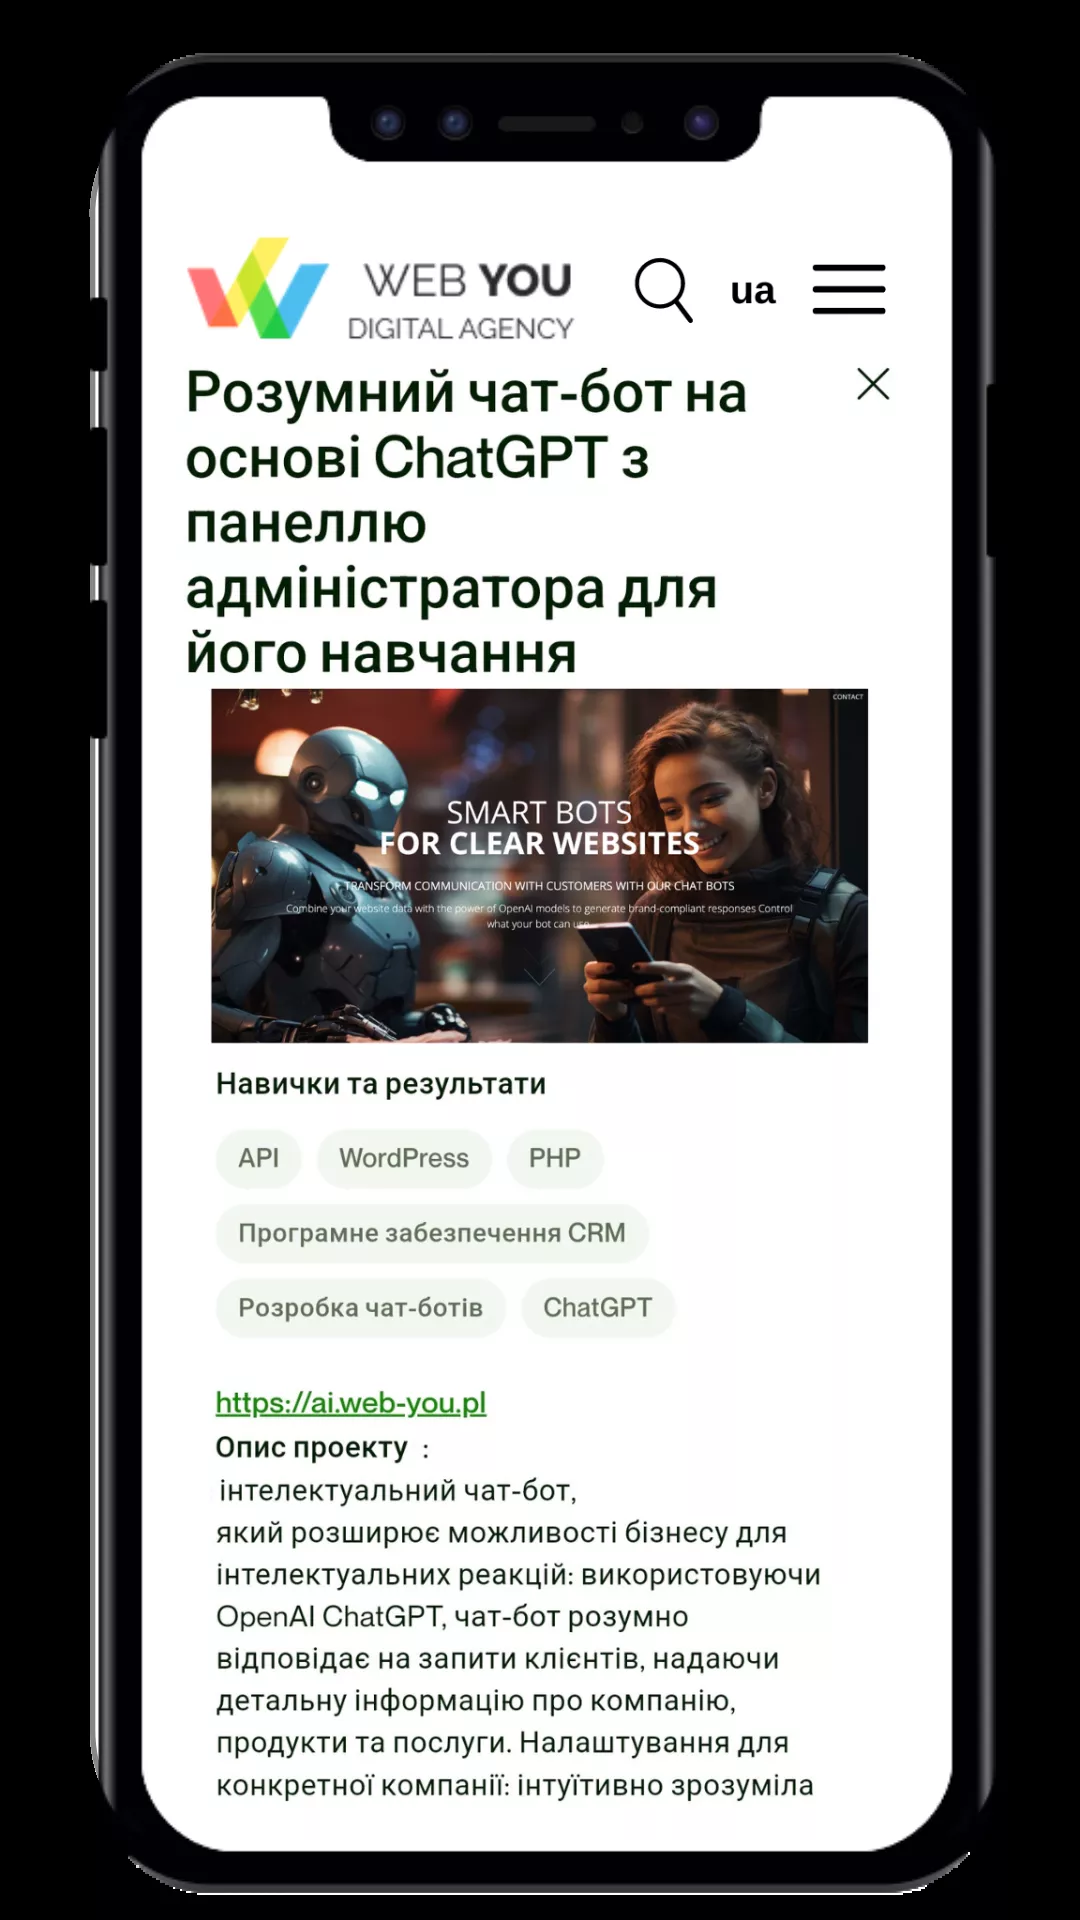 WEB YOU
DIGITAL AGENCY
ua
Розумний чат-бот на
основі ChatGPT з
панеллю
адміністратора для
його навчання
CONTACT
SMART BOTS
FOR CLEAR WEBSITES
TRANSFORM COMMUNICATION WITH CUSTOMERS WITH OUR CHAT BOTS
Combine your website data with the power of OpenAI models to generate brand-compliant responses Control
what your bot can use
Навички та результати
API
WordPress
PHP
Програмне забезпечення CRM
Розробка чат-ботів
ChatGPT
https://ai.web-you.pl
Опис проекту :
інтелектуальний чат-бот,
який розширює можливості бізнесу для
інтелектуальних реакцій: використовуючи
OpenAI ChatGPT, чат-бот розумно
відповідає на запити клієнтів, надаючи
детальну інформацію про компанію,
продукти та послуги. Налаштування для
конкретної компанії: інтуїтивно зрозуміла